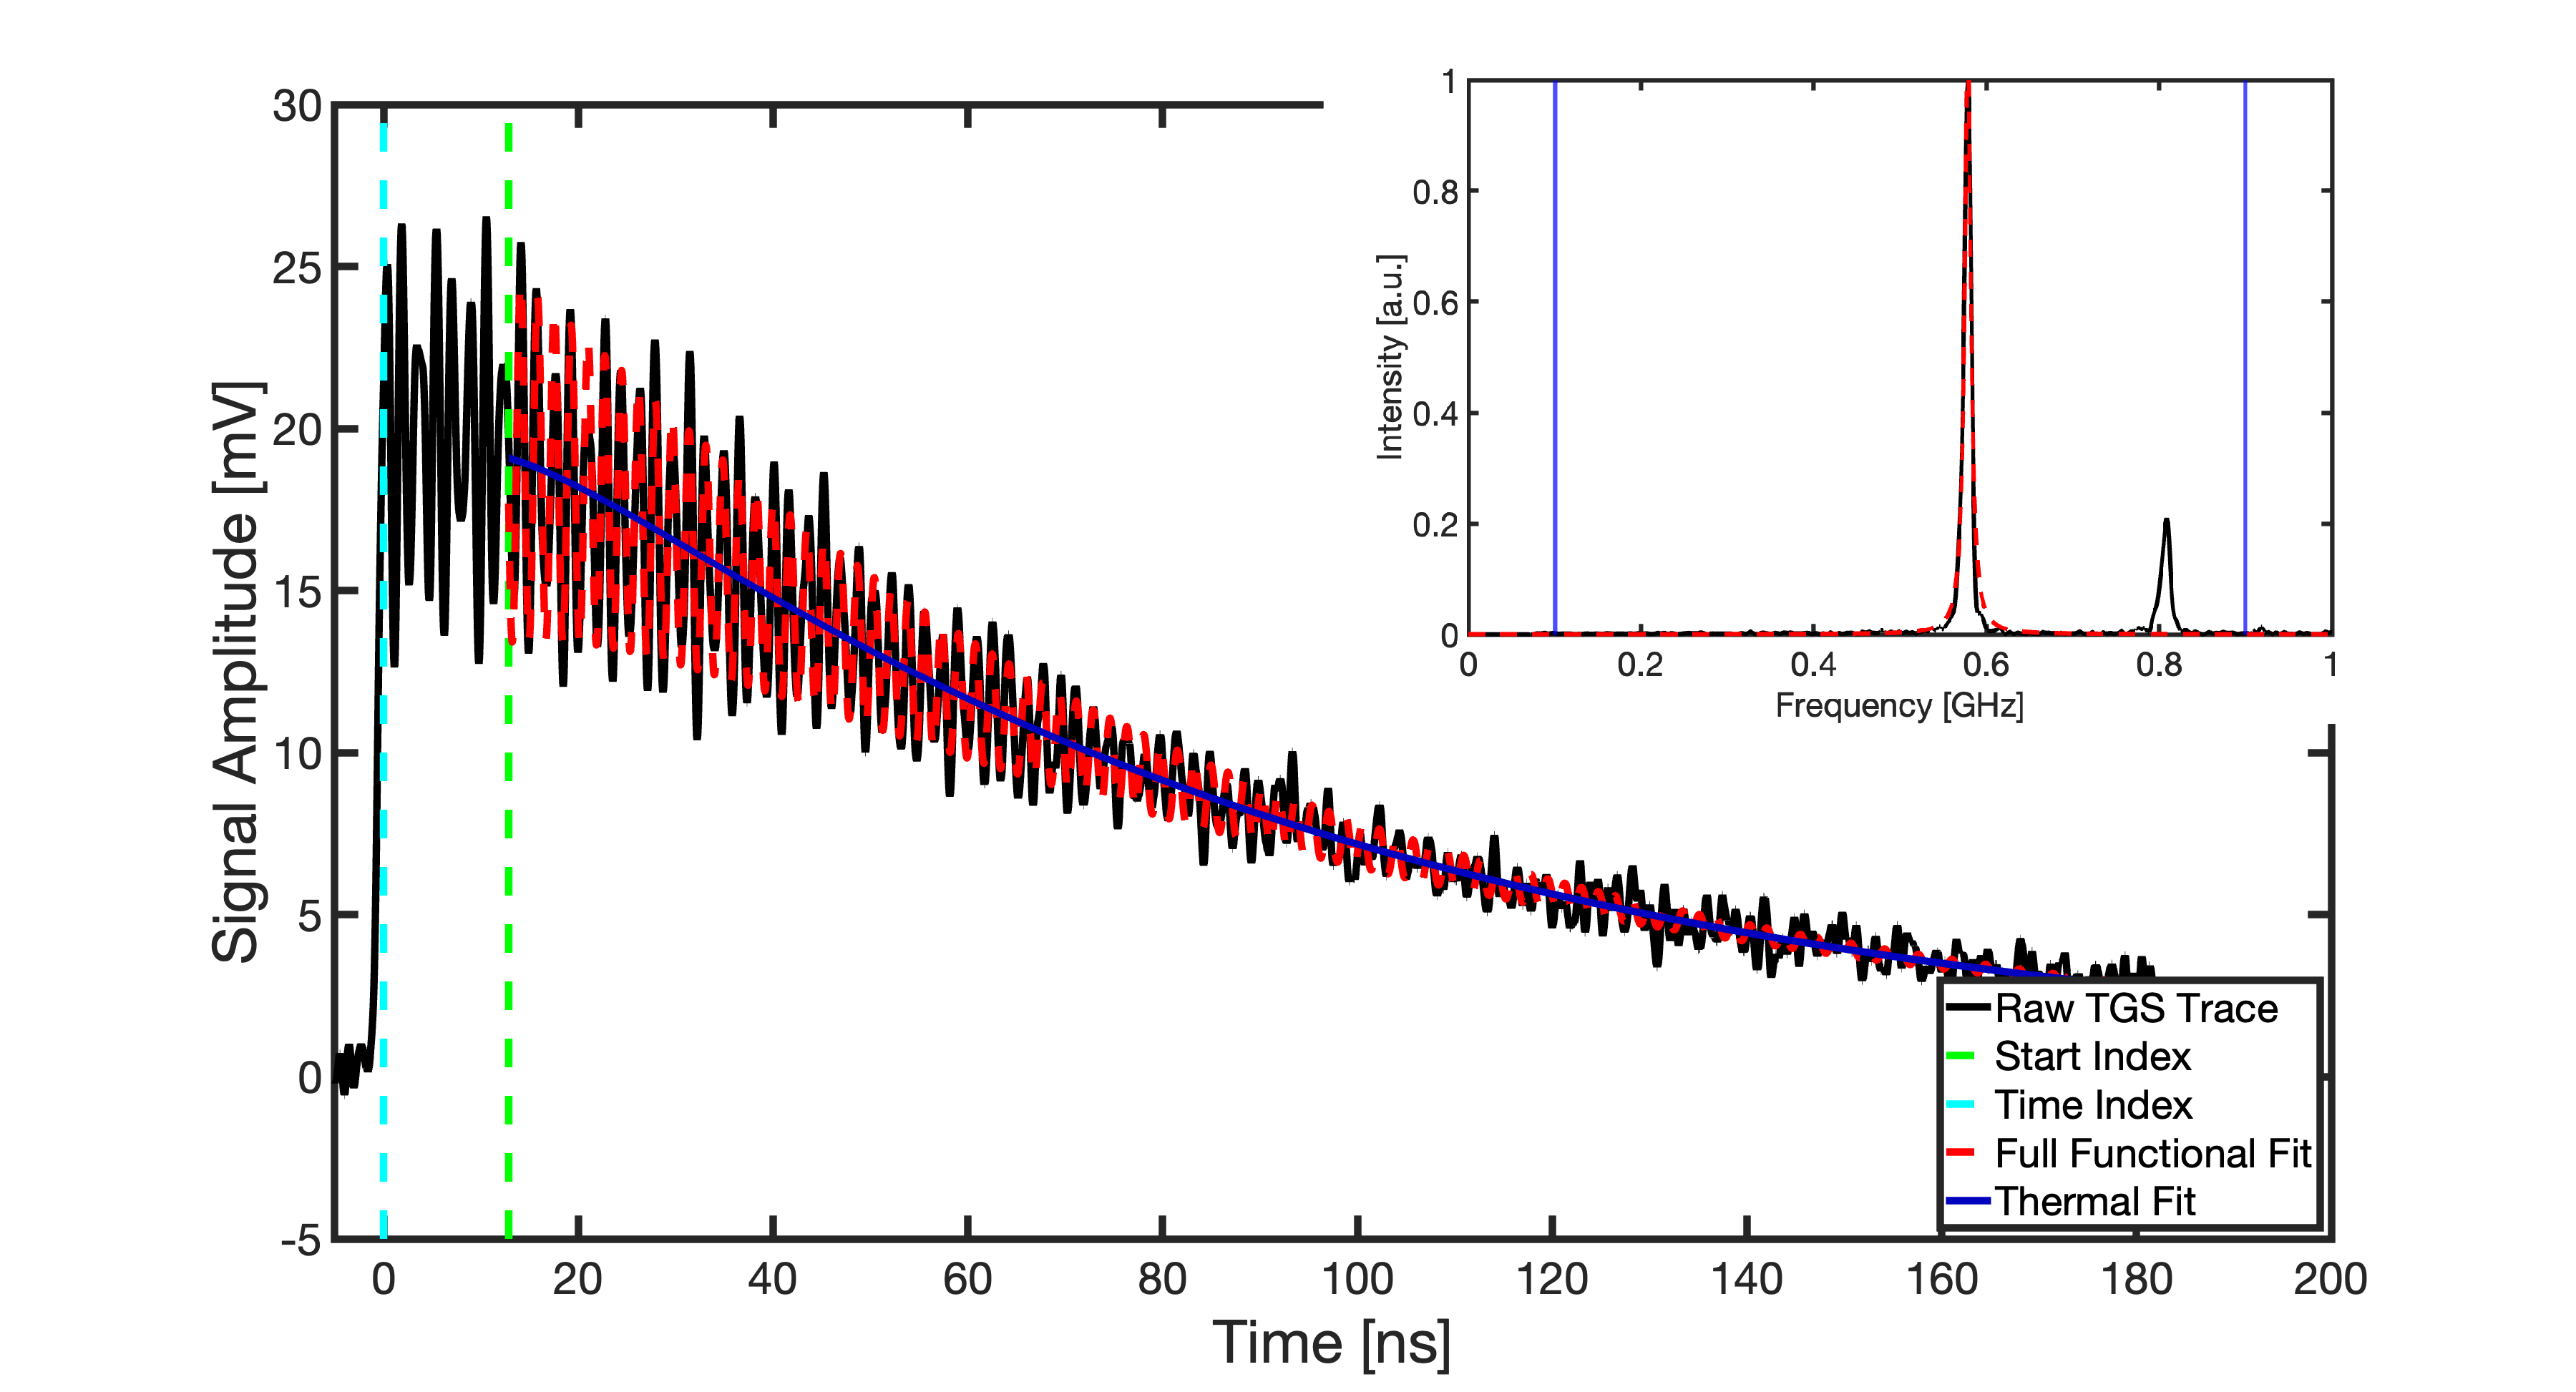 30
25
20
15
10
5
0
-5
Signal Amplitude [mV]
0 20 40 60 80 100 120 140 160 180 200
Time [ns]
1
0.8
0.6
0.4
0.2
0
Intensity [a.u.]
0 0.2 0.4 0.6 0.8 1
Frequency [GHz]
Raw TGS Trace
Start Index
Time Index
Full Functional Fit
Thermal Fit